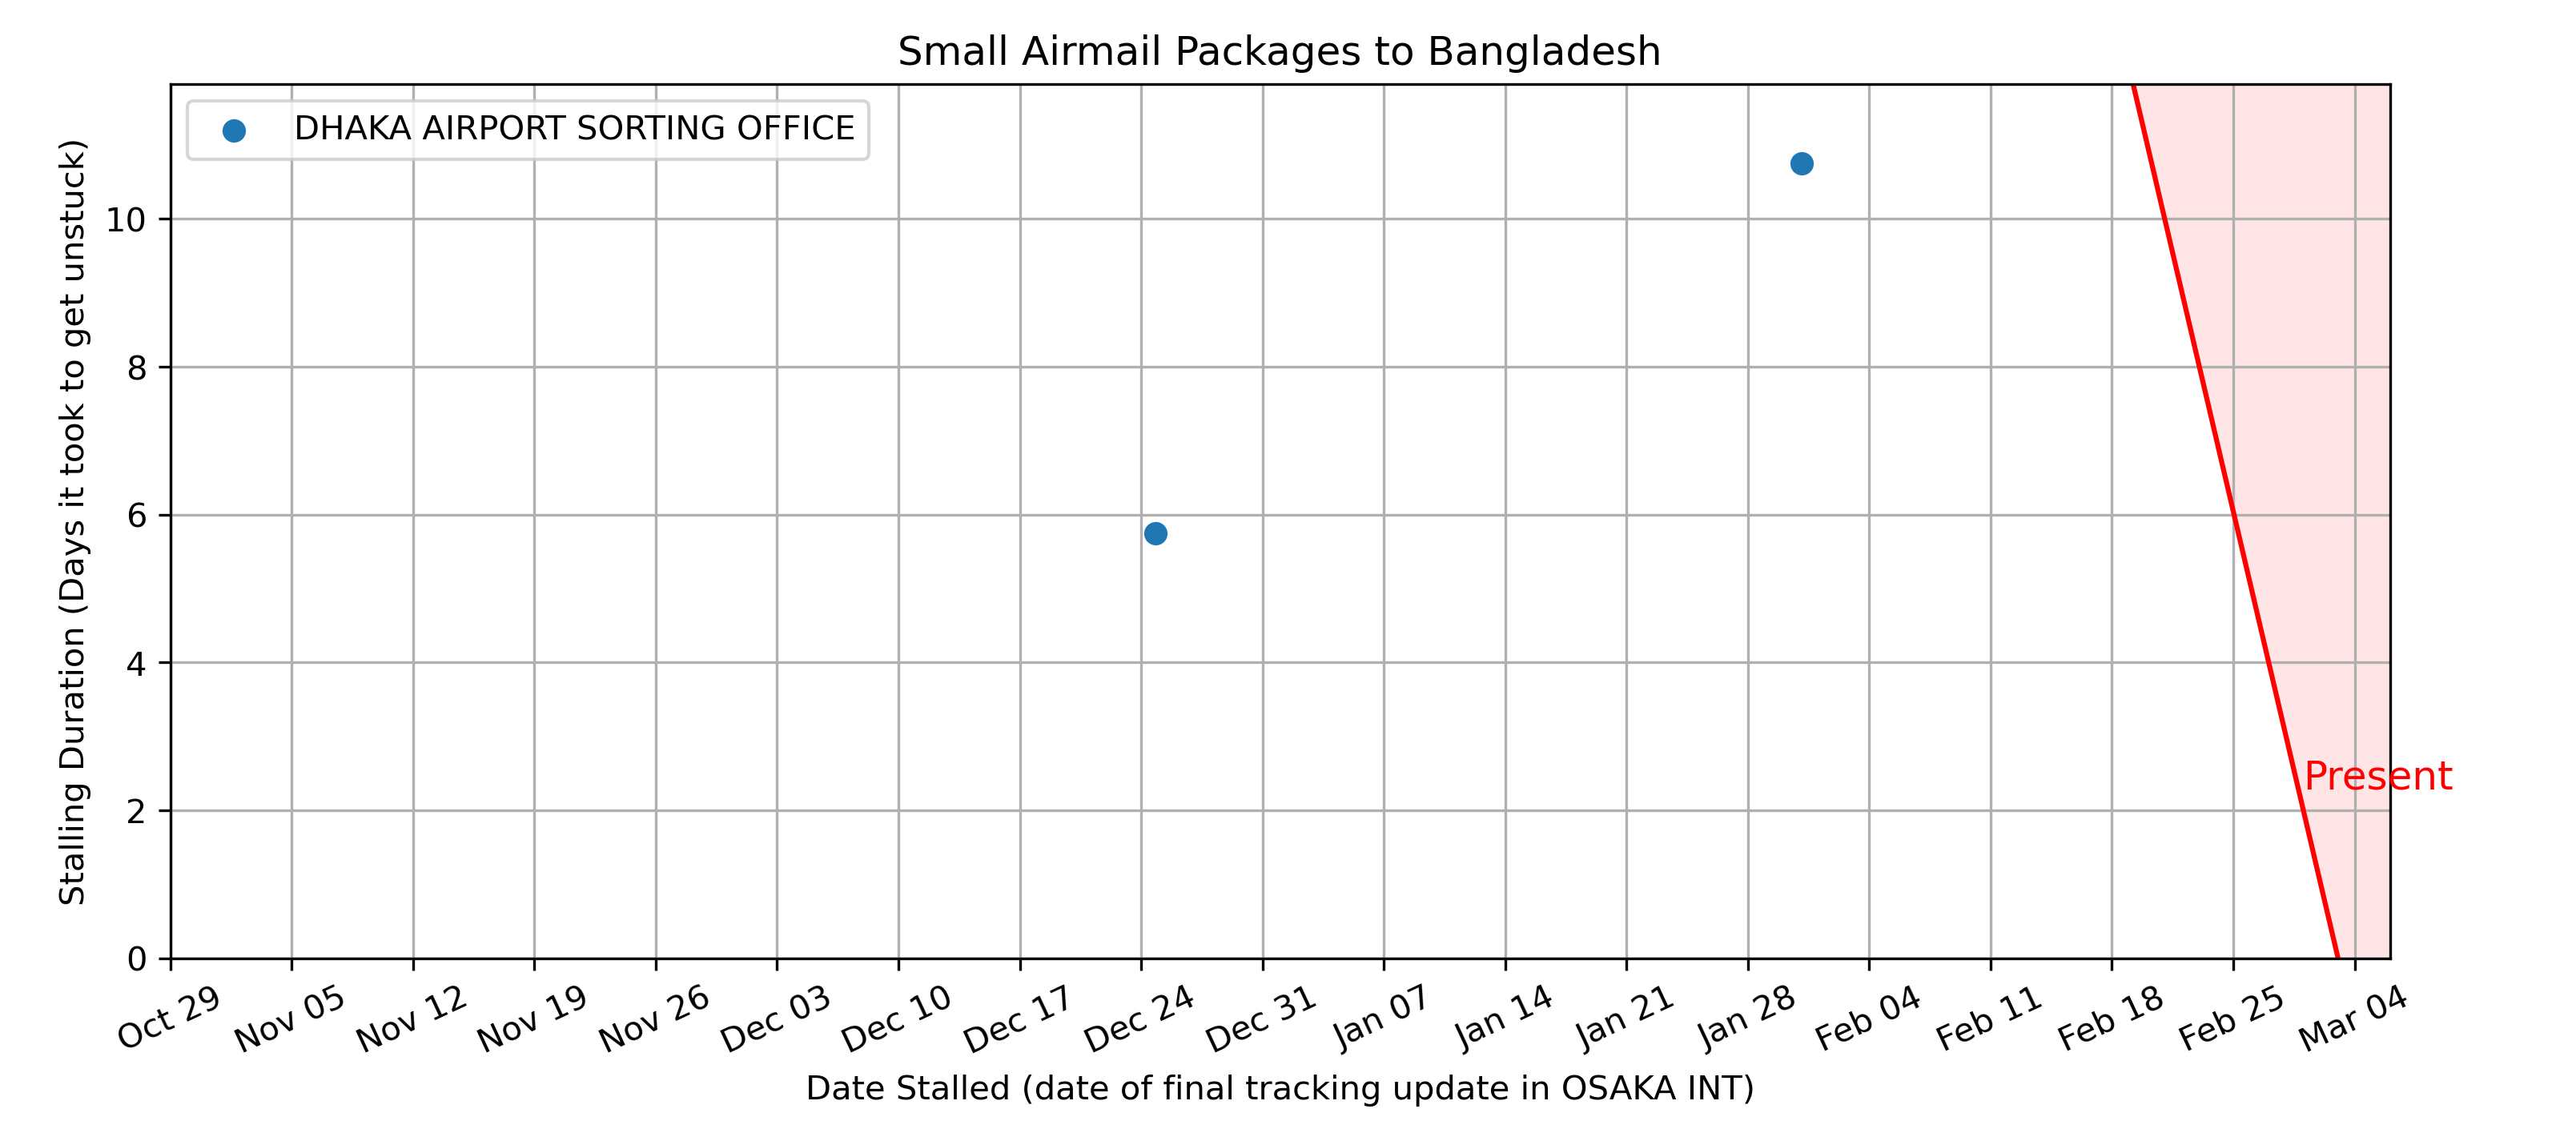 Small Airmail Packages to Bangladesh
DHAKA AIRPORT SORTING OFFICE
Stalling Duration (Days it took to get unstuck)
10
8
6
4
2
0
Present
Oct 29
Nov 05
Nov 12
Nov 19
Nov 26
Dec 03
Dec 10
Dec 17
Dec 24
Dec 31
Jan 07
Jan 14
Jan 21
Jan 28
Feb 04
Feb 11
Feb 18
Feb 25
Mar 04
Date Stalled (date of final tracking update in OSAKA INT)